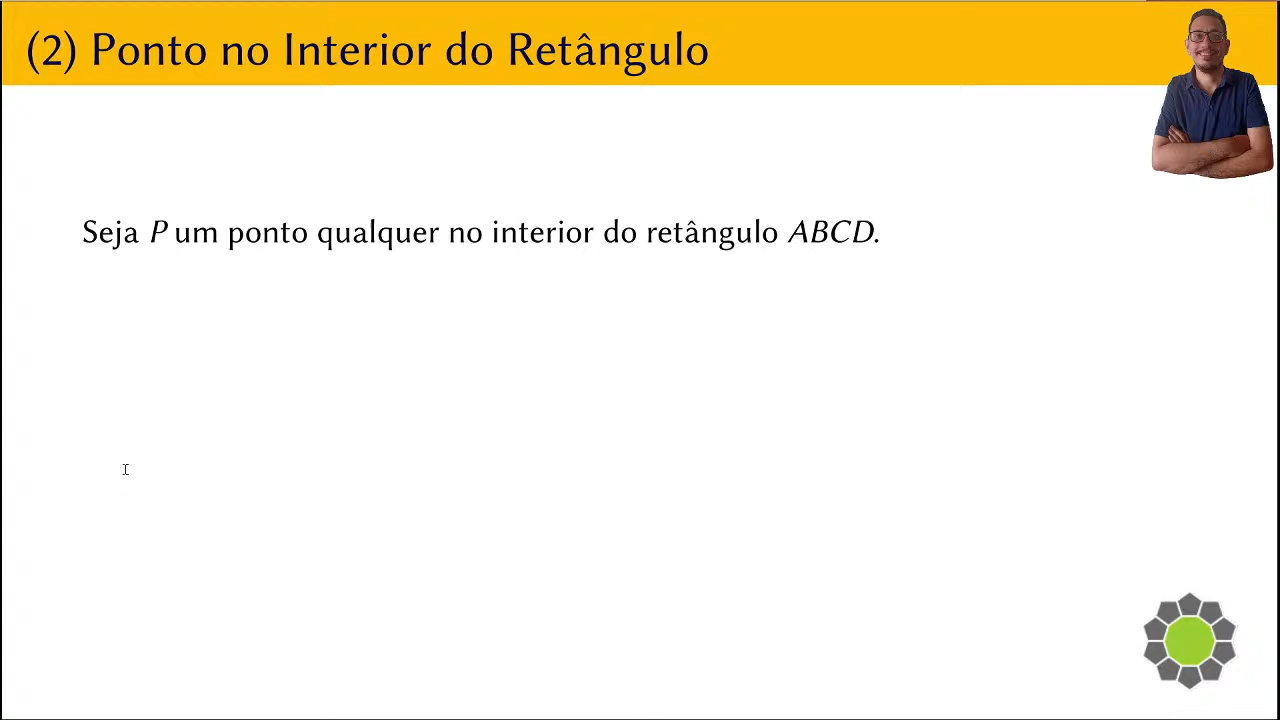 (2) Ponto no Interior do Retângulo
Seja P um ponto qualquer no interior do retângulo ABCD.